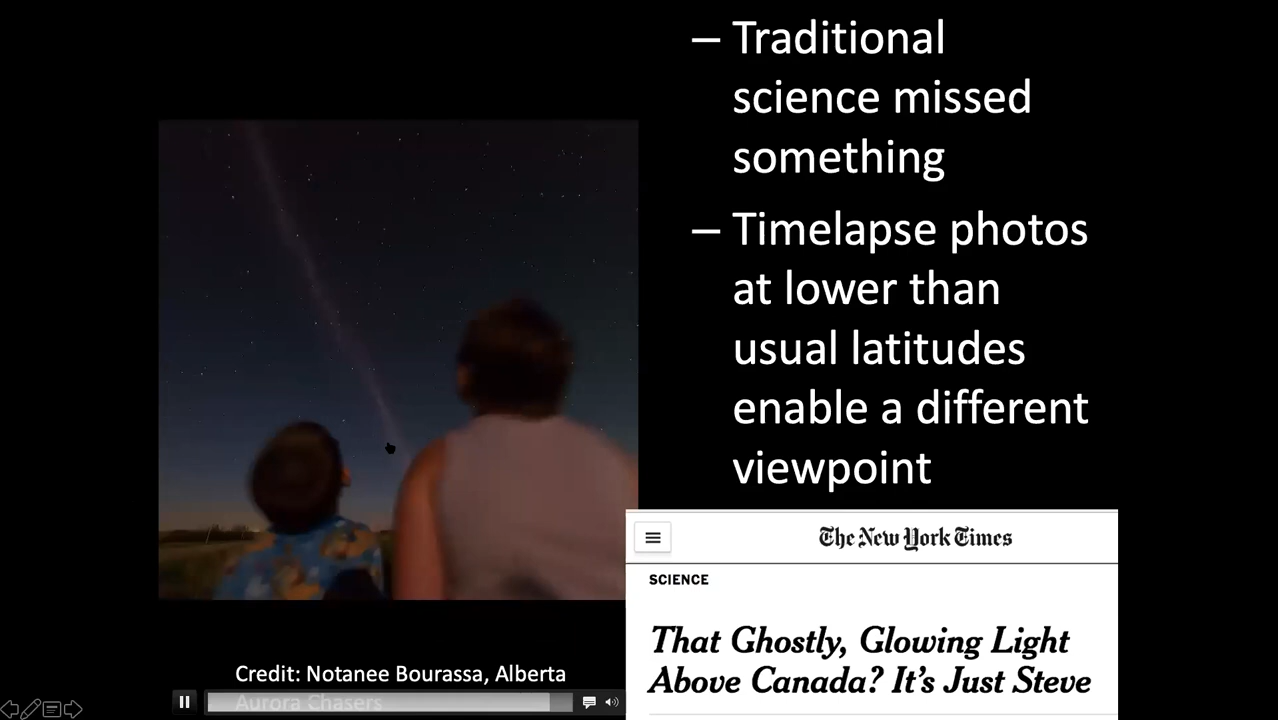 – Traditional
science missed
something
– Timelapse photos
at lower than
usual latitudes
enable a different
viewpoint
The New York Times
SCIENCE
That Ghostly, Glowing Light
Above Canada? It’s Just Steve
Credit: Notanee Bourassa, Alberta
Aurora Chasers